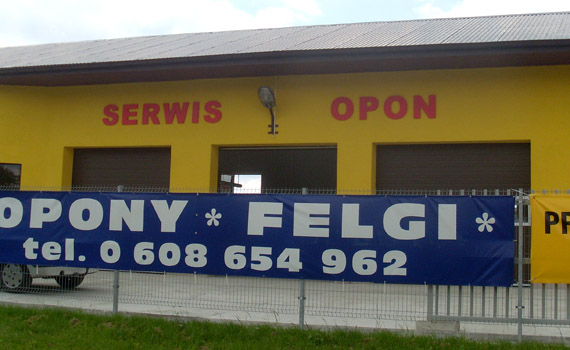 SERWIS OPON
OPONY * FELGI *
tel. 0 608 654 962